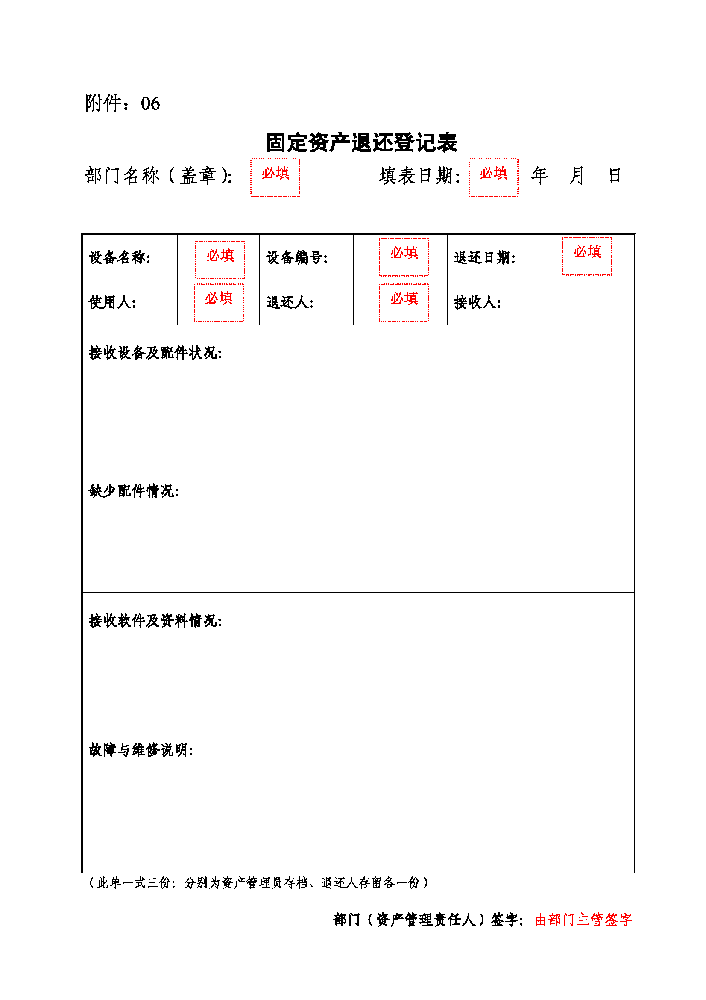 附件：06
固定资产退还登记表
部门名称（盖章）： 必填 填表日期： 必填 年 月 日
设备名称： 必填 设备编号： 必填 退还日期： 必填
使用人： 必填 退还人： 必填 接收人：
接收设备及配件状况：
缺少配件情况：
接收软件及资料情况：
故障与维修说明：
（此单一式三份：分别为资产管理员存档、退还人存留各一份）
部门（资产管理责任人）签字：由部门主管签字